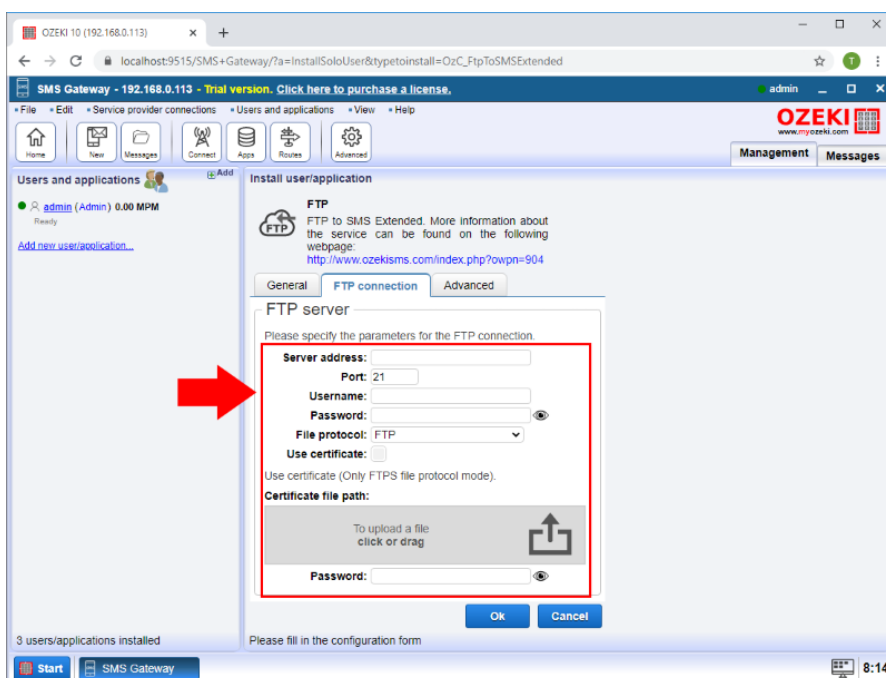 OZEKI 10 (192.168.0.113)
localhost:9515/SMS+Gateway/?a=InstallSoloUser&typetoinstall=OzC_FtpToSMSExtended
T
SMS Gateway - 192.168.0.113 - Trial version. Click here to purchase a license.
admin
File Edit Service provider connections Users and applications View Help
OZEKI
www.myozeki.com
Home New Messages Connect Apps Routes Advanced
Management Messages
Users and applications
Add
admin (Admin) 0.00 MPM
Ready
Add new user/application...
Install user/application
FTP
FTP
FTP to SMS Extended. More information about
the service can be found on the following
webpage:
http://www.ozekisms.com/index.php?owpn=904
General FTP connection Advanced
FTP server
Please specify the parameters for the FTP connection.
Server address:
Port: 21
Username:
Password:
File protocol: FTP
Use certificate:
Use certificate (Only FTPS file protocol mode).
Certificate file path:
To upload a file
click or drag
Password:
Ok Cancel
3 users/applications installed
Please fill in the configuration form
Start SMS Gateway
8:14